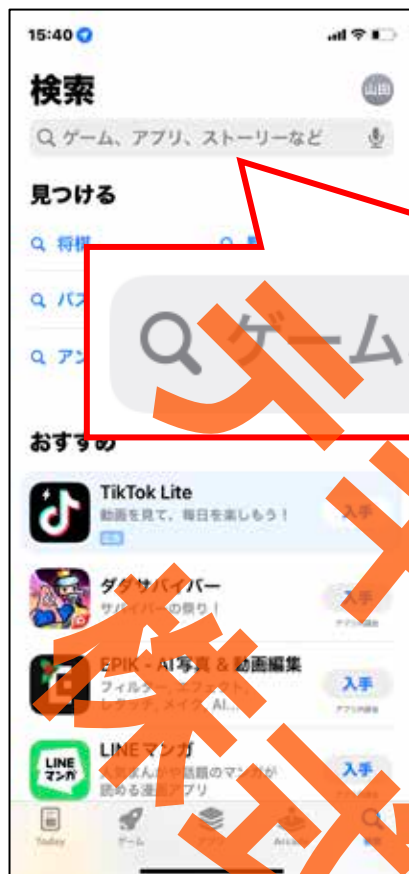 15:40
検索
山田
ゲーム、アプリ、ストーリーなど
見つける
将棋
ゲーム
おすすめ
TikTok Lite
動画を見て、毎日を楽しもう!
入手
ダダサバイバー
サバイバーの祭り!
入手
EPIK - AI写真 & 動画編集
フィルター、エフェクト、
レタッチ、メイク、AI...
入手
LINEマンガ
人気まんがや話題のマンガが
読める漫画アプリ
入手
LINE
マンガ
Today
ゲーム
アプリ
Arcade
検索